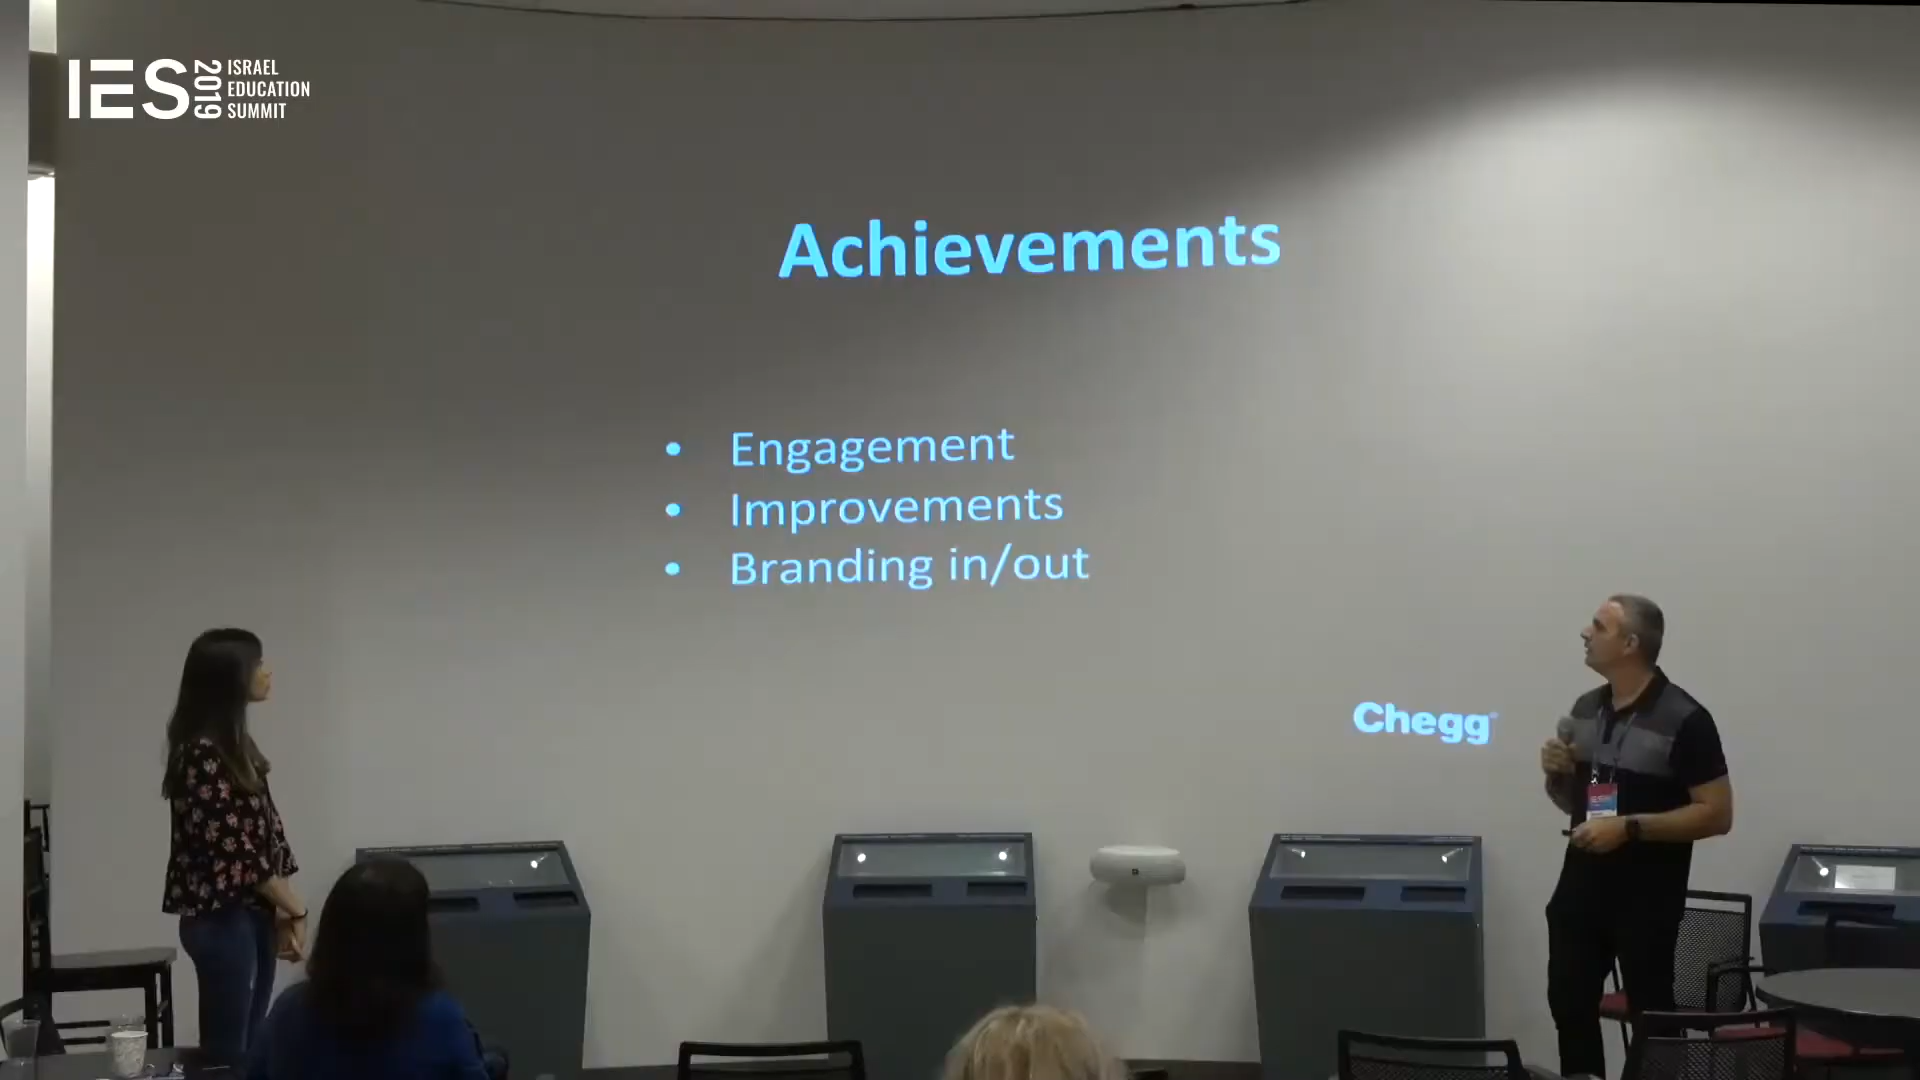 IES 2019 ISRAEL
EDUCATION
SUMMIT
Achievements
• Engagement
• Improvements
• Branding in/out
Chegg